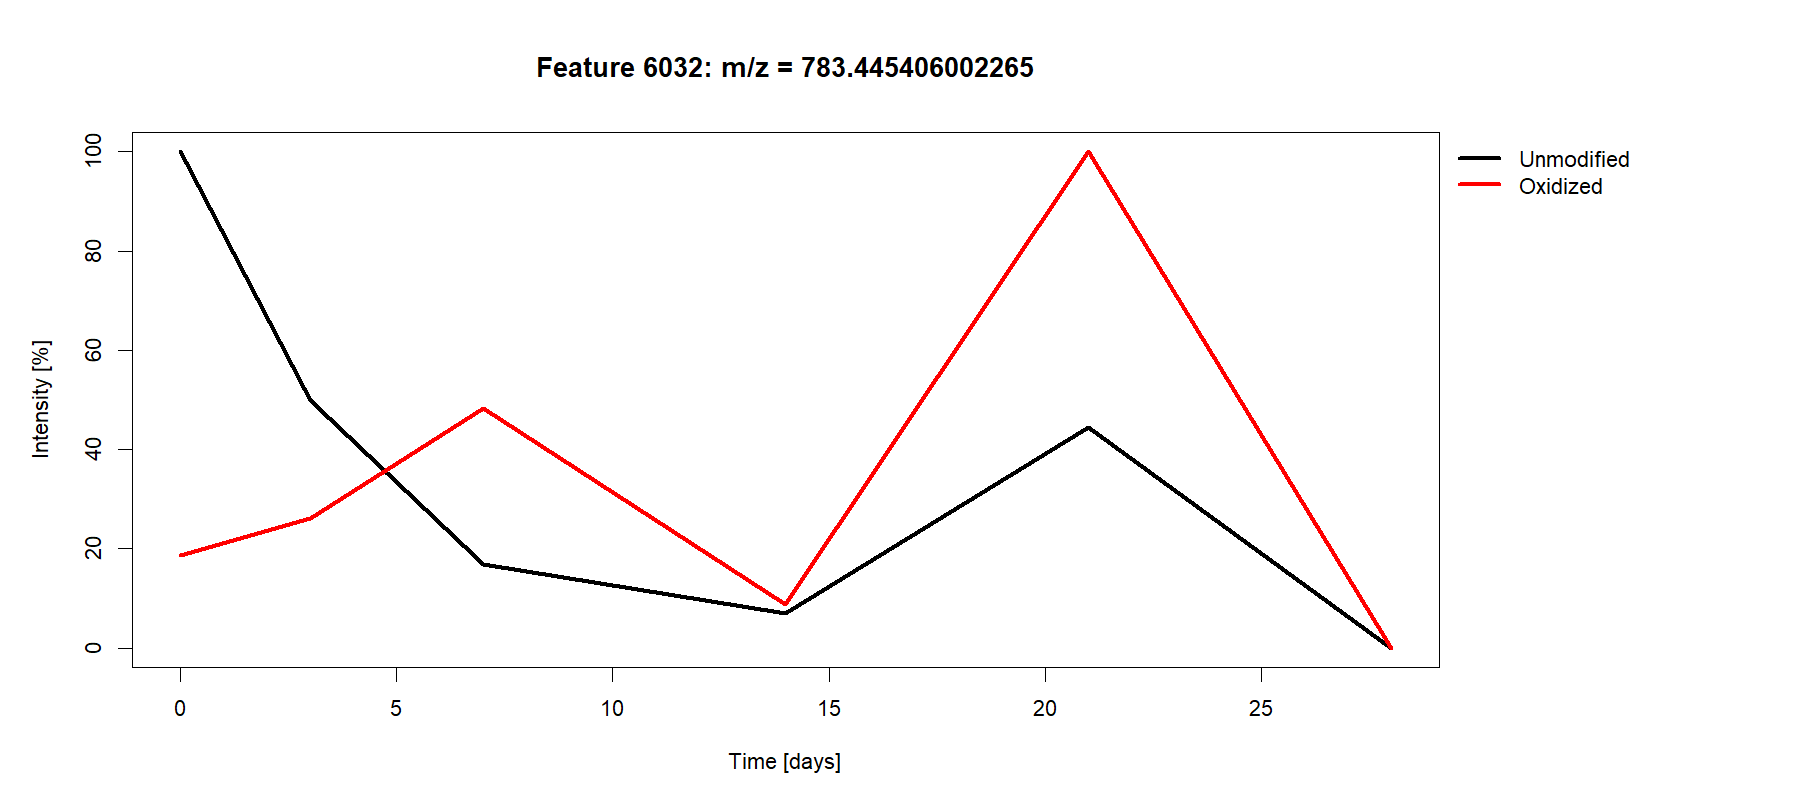 Feature 6032: m/z = 783.445406002265
Unmodified
Oxidized
Intensity [%]
100
80
60
40
20
0
0 5 10 15 20 25
Time [days]